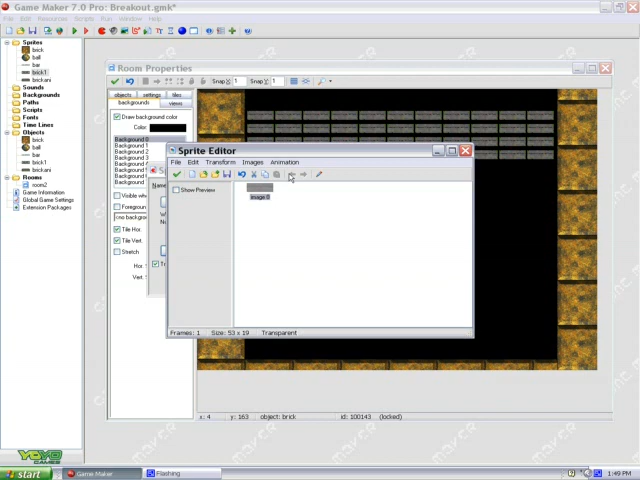 Game Maker 7.0 Pro: Breakout.gmk*
File Edit Resources Scripts Run Window Help
Sprites
brick
ball
bar
brick1
brickani
Sounds
Backgrounds
Paths
Scripts
Fonts
Time Lines
Objects
brick
ball
bar
brick1
brickani
Rooms
room2
Game Information
Global Game Settings
Extension Packages
Room Properties
Snap X: 1 Snap Y: 1
objects settings tiles
backgrounds views
Draw background color
Color:
Background 0
Background 1
Background 2
Background 3
Background 4
Background 5
Background 6
Visible
Foreground
Tile Hor.
Tile Vert.
Stretch
Hor.
Vert.
Name
Sprite Editor
File Edit Transform Images Animation
Show Preview
image 0
Frames: 1 Size: 53 x 19 Transparent
x: 4 y: 163 object: brick id: 100143 (locked)
YOYO
GAMES
start Game Maker Flashing 1:49 PM